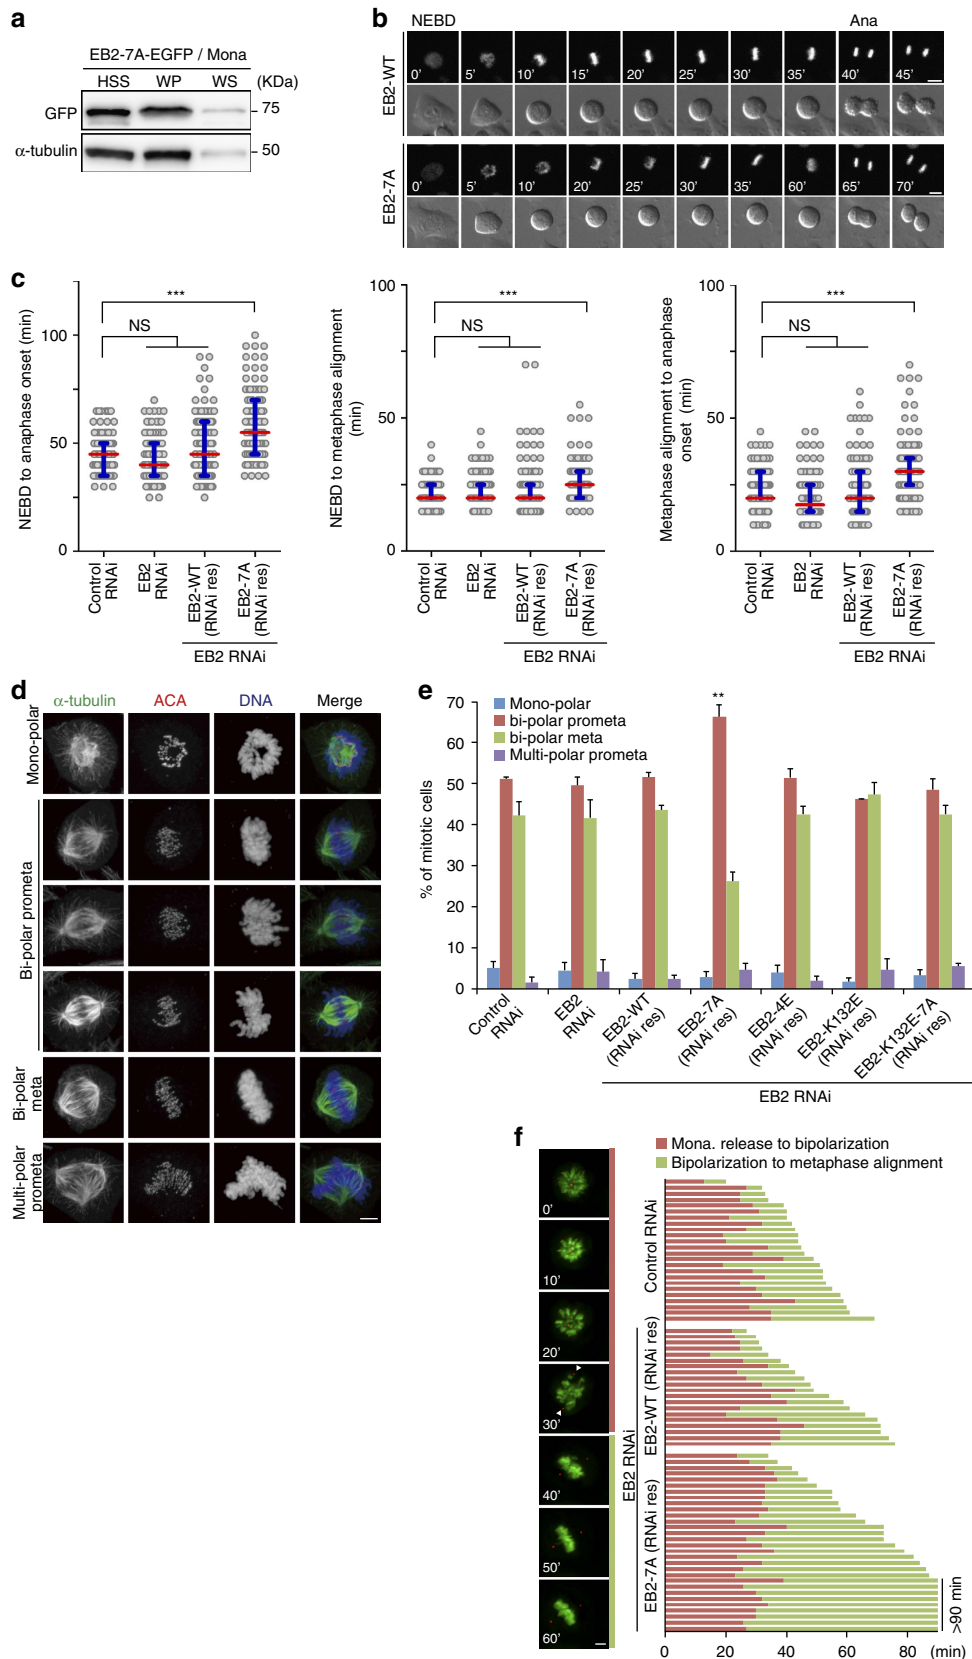 a
EB2-7A-EGFP / Mona
HSS WP WS (KDa)
GFP
75
α-tubulin
50
b
NEBD Ana
EB2-WT
0' 5' 10' 15' 20' 25' 30' 35' 40' 45'
EB2-7A
0' 5' 10' 15' 20' 25' 30' 35' 60' 65' 70'
c
NEBD to anaphase onset (min)
100
50
0
***
NS
Control RNAi
EB2 RNAi
EB2-WT (RNAi res)
EB2-7A (RNAi res)
EB2 RNAi
NEBD to metaphase alignment (min)
100
50
0
***
NS
Control RNAi
EB2 RNAi
EB2-WT (RNAi res)
EB2-7A (RNAi res)
EB2 RNAi
Metaphase alignment to anaphase onset (min)
100
50
0
***
NS
Control RNAi
EB2 RNAi
EB2-WT (RNAi res)
EB2-7A (RNAi res)
EB2 RNAi
d
α-tubulin ACA DNA Merge
Mono-polar
Bi-polar prometa
Bi-polar meta
Multi-polar prometa
e
% of mitotic cells
70
60
50
40
30
20
10
0
Mono-polar
bi-polar prometa
bi-polar meta
Multi-polar prometa
**
Control RNAi
EB2 RNAi
EB2-WT (RNAi res)
EB2-7A (RNAi res)
EB2-4E (RNAi res)
EB2-K132E (RNAi res)
EB2-K132E-7A (RNAi res)
EB2 RNAi
f
Mona. release to bipolarization
Bipolarization to metaphase alignment
0'
10'
20'
30'
40'
50'
60'
Control RNAi
EB2-WT (RNAi res)
EB2-7A (RNAi res)
EB2 RNAi
>90 min
0 20 40 60 80 (min)